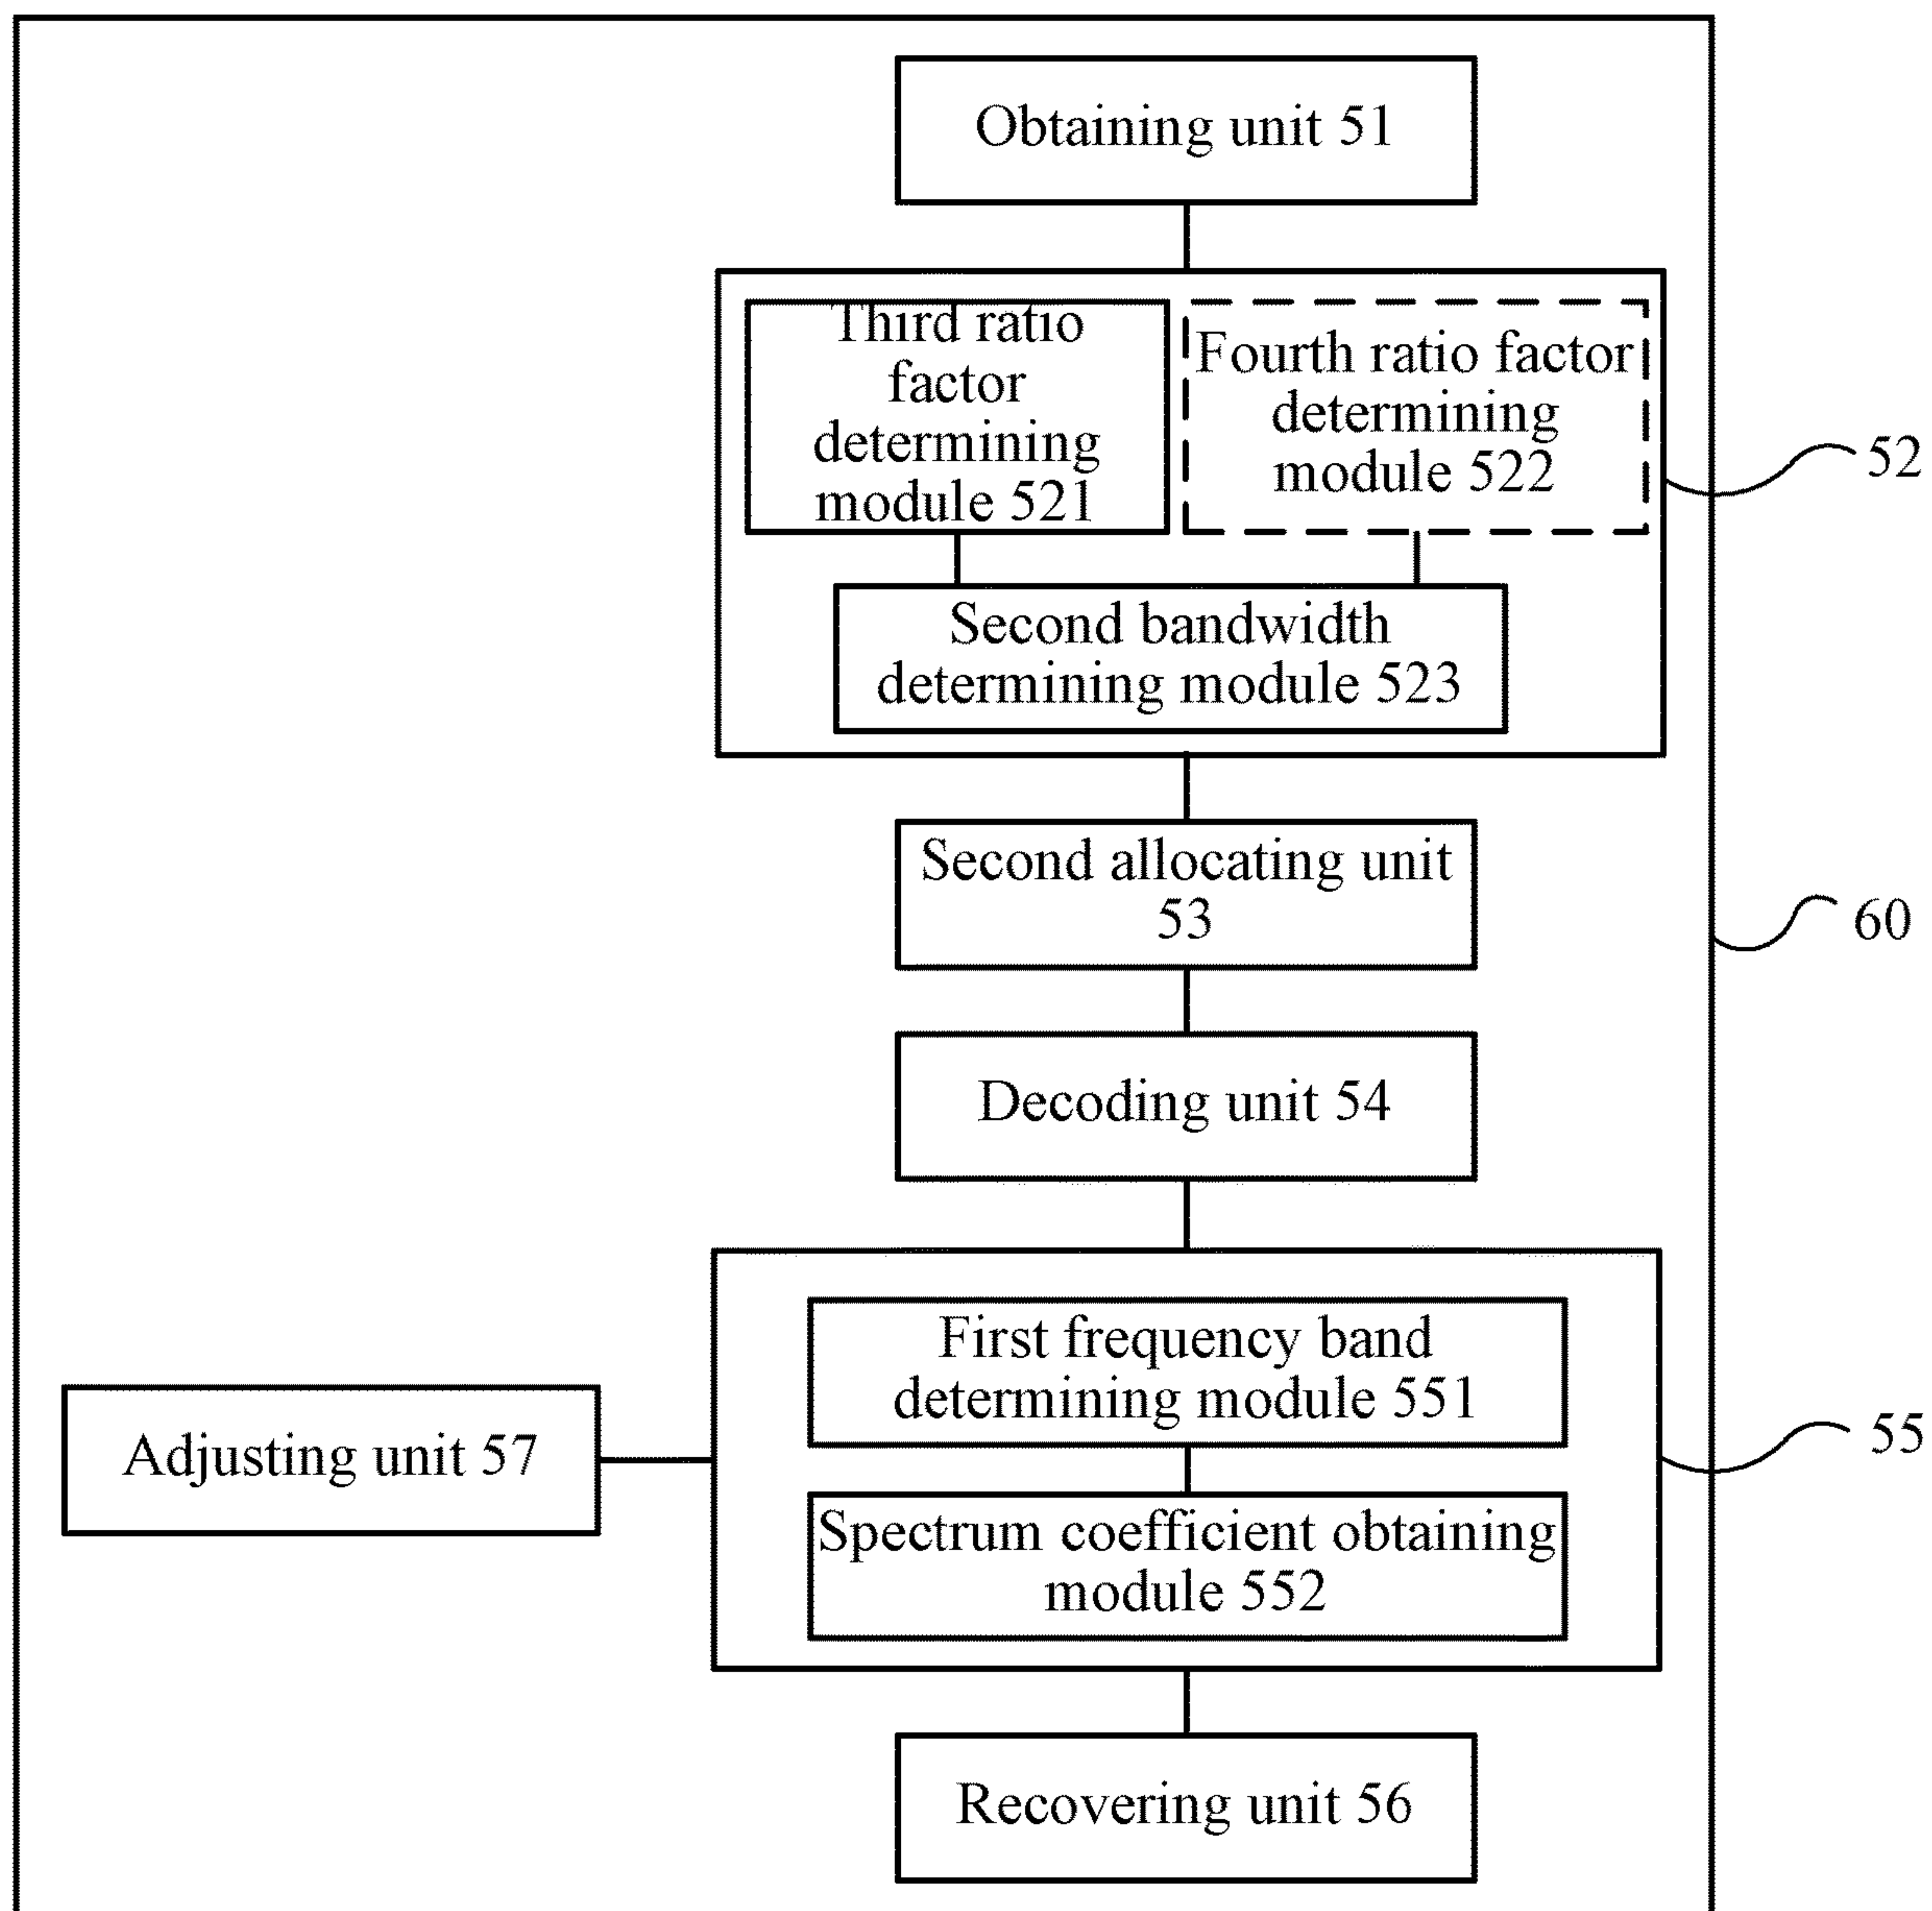 Obtaining unit 51
Third ratio
factor
determining
module 521
Fourth ratio factor
determining
module 522
52
Second bandwidth
determining module 523
Second allocating unit
53
60
Decoding unit 54
First frequency band
determining module 551
55
Adjusting unit 57
Spectrum coefficient obtaining
module 552
Recovering unit 56